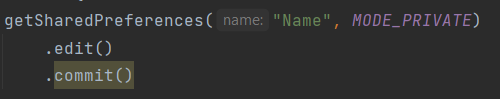 getSharedPreferences( name: "Name", MODE_PRIVATE)
.edit()
.commit()